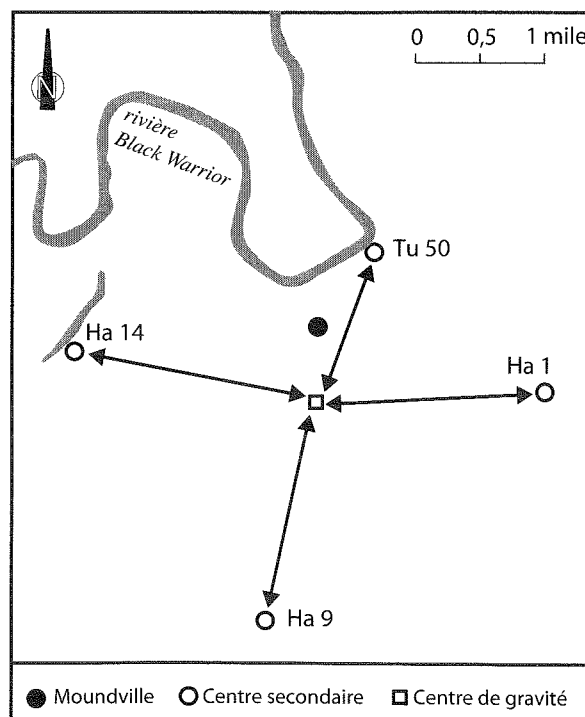 N
0 0,5 1 mile
rivière
Black Warrior
Tu 50
Ha 14
Ha 1
Ha 9
Moundville Centre secondaire Centre de gravité